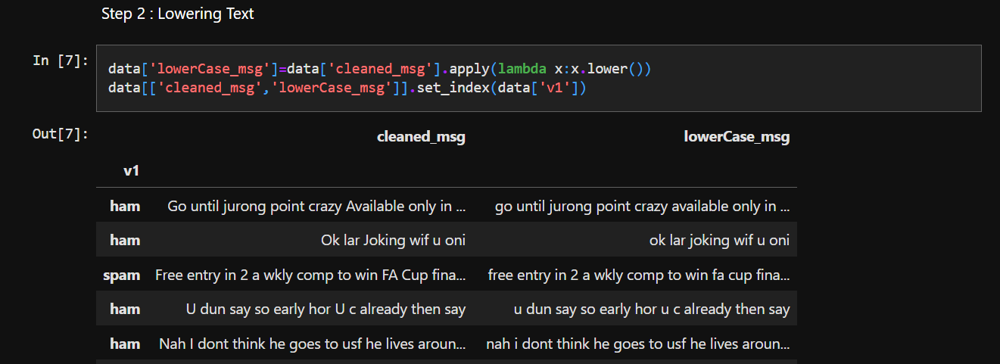 Step 2 : Lowering Text
In [7]:
data['lowerCase_msg']=data['cleaned_msg'].apply(lambda x:x.lower())
data[['cleaned_msg','lowerCase_msg']].set_index(data['v1'])
Out[7]:
cleaned_msg lowerCase_msg
v1
ham Go until jurong point crazy Available only in ... go until jurong point crazy available only in ...
ham Ok lar Joking wif u oni ok lar joking wif u oni
spam Free entry in 2 a wkly comp to win FA Cup fina... free entry in 2 a wkly comp to win fa cup fina...
ham U dun say so early hor U c already then say u dun say so early hor u c already then say
ham Nah I dont think he goes to usf he lives aroun... nah i dont think he goes to usf he lives aroun...